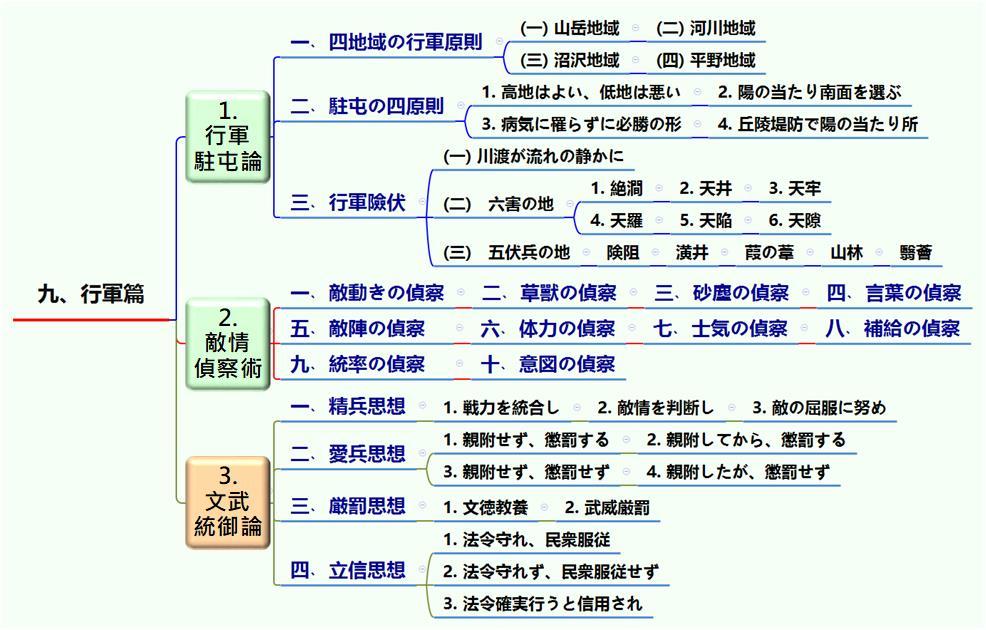 九、行軍篇
1.
行軍
駐屯論
一、四地域の行軍原則
(一) 山岳地域 (二) 河川地域
(三) 沼沢地域 (四) 平野地域
二、駐屯の四原則
1. 高地はよい、低地は悪い 2. 陽の当たり南面を選ぶ
3. 病気に罹らずに必勝の形 4. 丘陵堤防で陽の当たり所
三、行軍險伏
(一) 川渡が流れの静かに
(二) 六害の地
1. 絶澗 2. 天井 3. 天牢
4. 天羅 5. 天陥 6. 天隙
(三) 五伏兵の地 険阻 潢井 葭の葦 山林 翳薈
2.
敵情
偵察術
一、敵動きの偵察 二、草獣の偵察 三、砂塵の偵察 四、言葉の偵察
五、敵陣の偵察 六、体力の偵察 七、士気の偵察 八、補給の偵察
九、統率の偵察 十、意図の偵察
3.
文武
統御論
一、精兵思想
1. 戦力を統合し 2. 敵情を判断し 3. 敵の屈服に努め
二、愛兵思想
1. 親附せず、懲罰する 2. 親附してから、懲罰する
3. 親附せず、懲罰せず 4. 親附したが、懲罰せず
三、厳罰思想
1. 文徳教養 2. 武威厳罰
四、立信思想
1. 法令守れ、民衆服従
2. 法令守れず、民衆服従せず
3. 法令確実行うと信用され